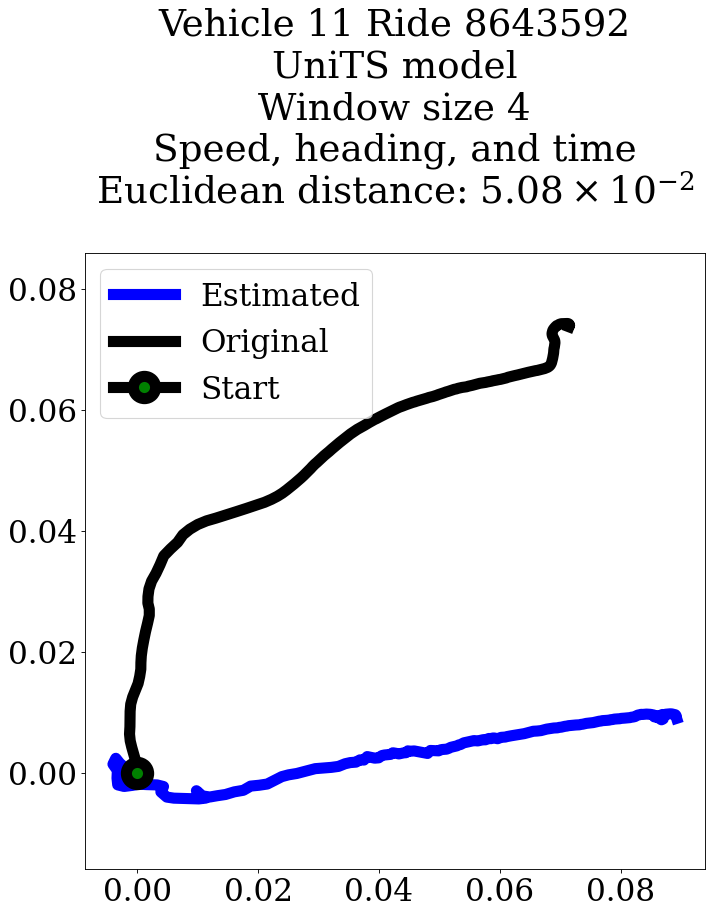 Vehicle 11 Ride 8643592
UniTS model
Window size 4
Speed, heading, and time
Euclidean distance: 5.08 × 10⁻²
Estimated
Original
Start
0.08
0.06
0.04
0.02
0.00
0.00 0.02 0.04 0.06 0.08